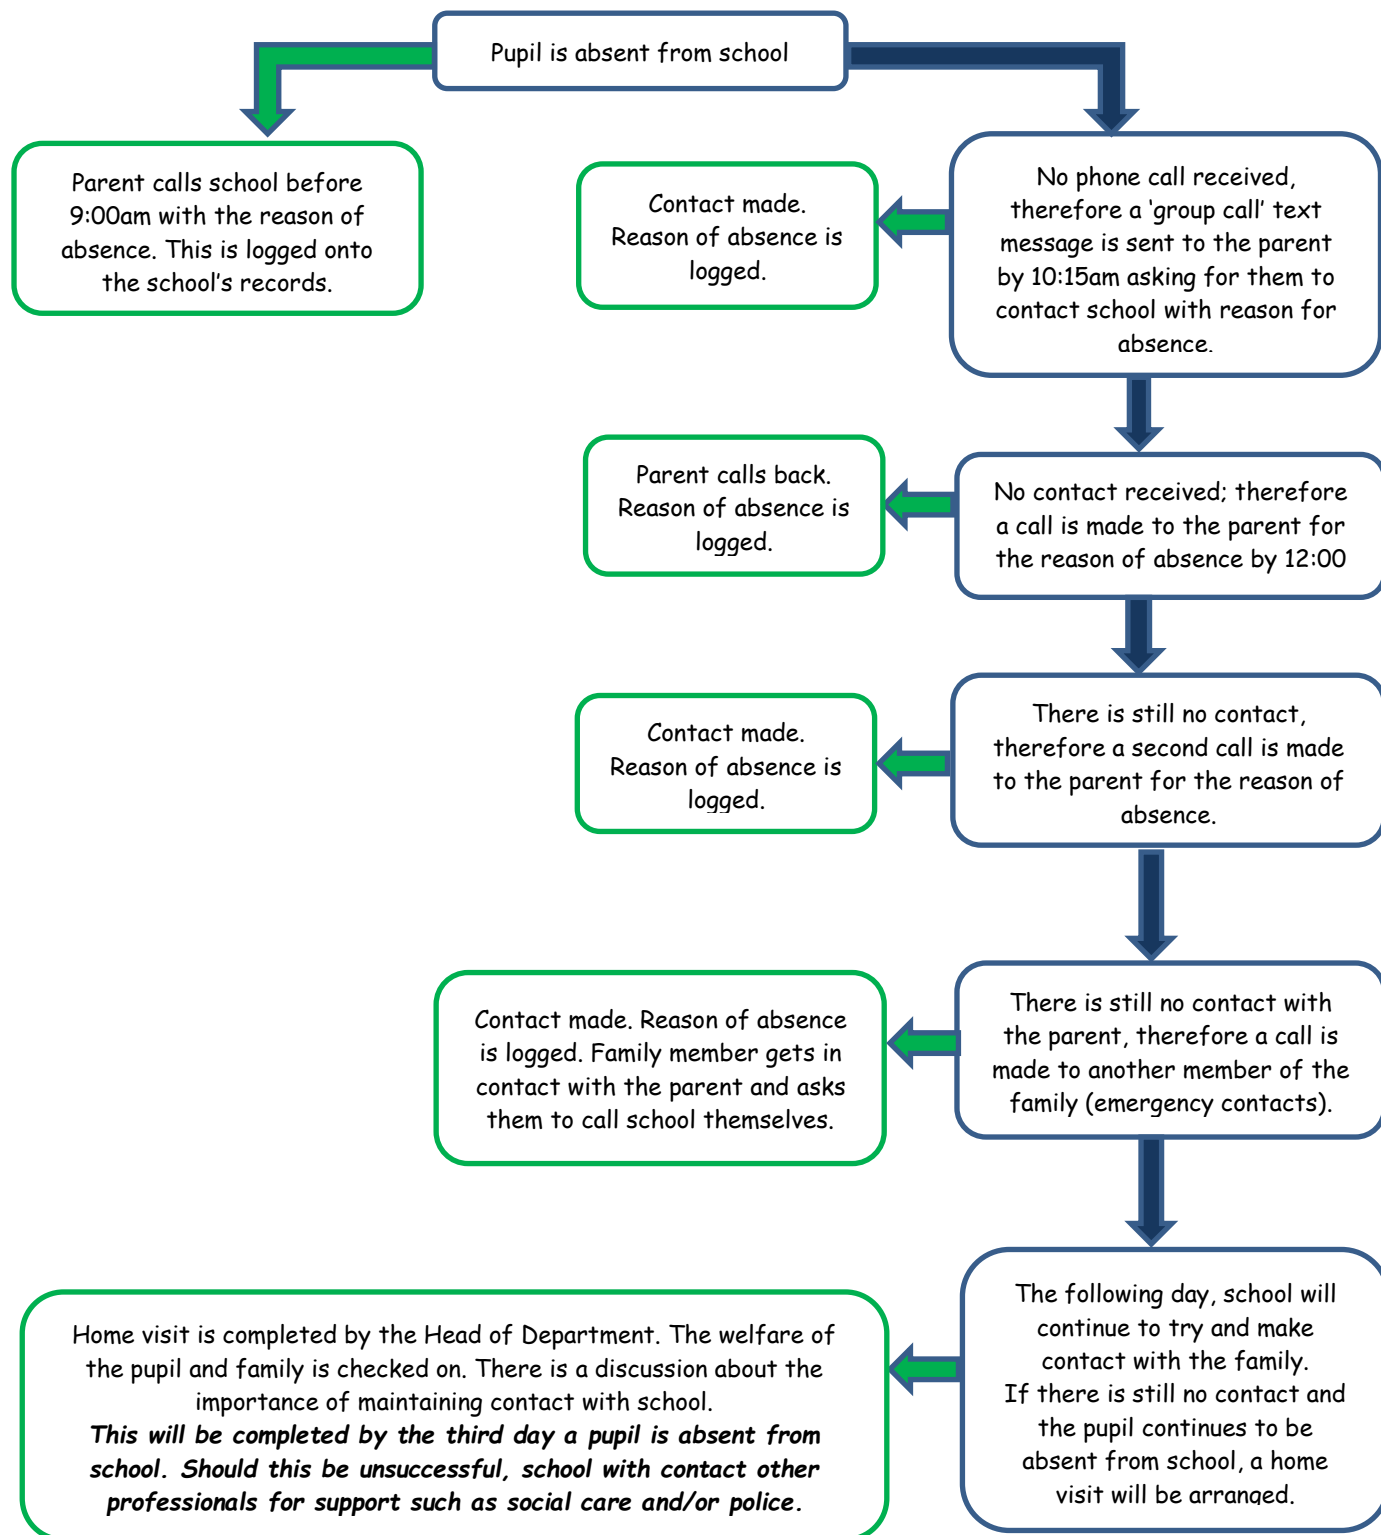 Pupil is absent from school
Parent calls school before
9:00am with the reason of
absence. This is logged onto
the school's records.
No phone call received,
therefore a 'group call' text
message is sent to the parent
by 10:15am asking for them to
contact school with reason for
absence.
Contact made.
Reason of absence is
logged.
No contact received; therefore
a call is made to the parent for
the reason of absence by 12:00
Parent calls back.
Reason of absence is
logged.
There is still no contact,
therefore a second call is made
to the parent for the reason of
absence.
Contact made.
Reason of absence is
logged.
There is still no contact with
the parent, therefore a call is
made to another member of the
family (emergency contacts).
Contact made. Reason of absence
is logged. Family member gets in
contact with the parent and asks
them to call school themselves.
The following day, school will
continue to try and make
contact with the family.
If there is still no contact and
the pupil continues to be
absent from school, a home
visit will be arranged.
Home visit is completed by the Head of Department. The welfare of
the pupil and family is checked on. There is a discussion about the
importance of maintaining contact with school.
This will be completed by the third day a pupil is absent from
school. Should this be unsuccessful, school with contact other
professionals for support such as social care and/or police.